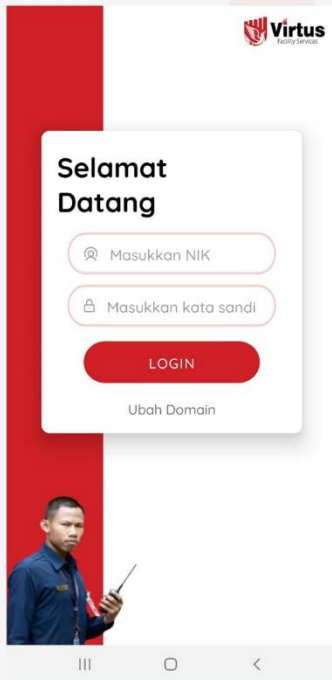 Virtus
Facility Services
Selamat
Datang
Masukkan NIK
Masukkan kata sandi
LOGIN
Ubah Domain